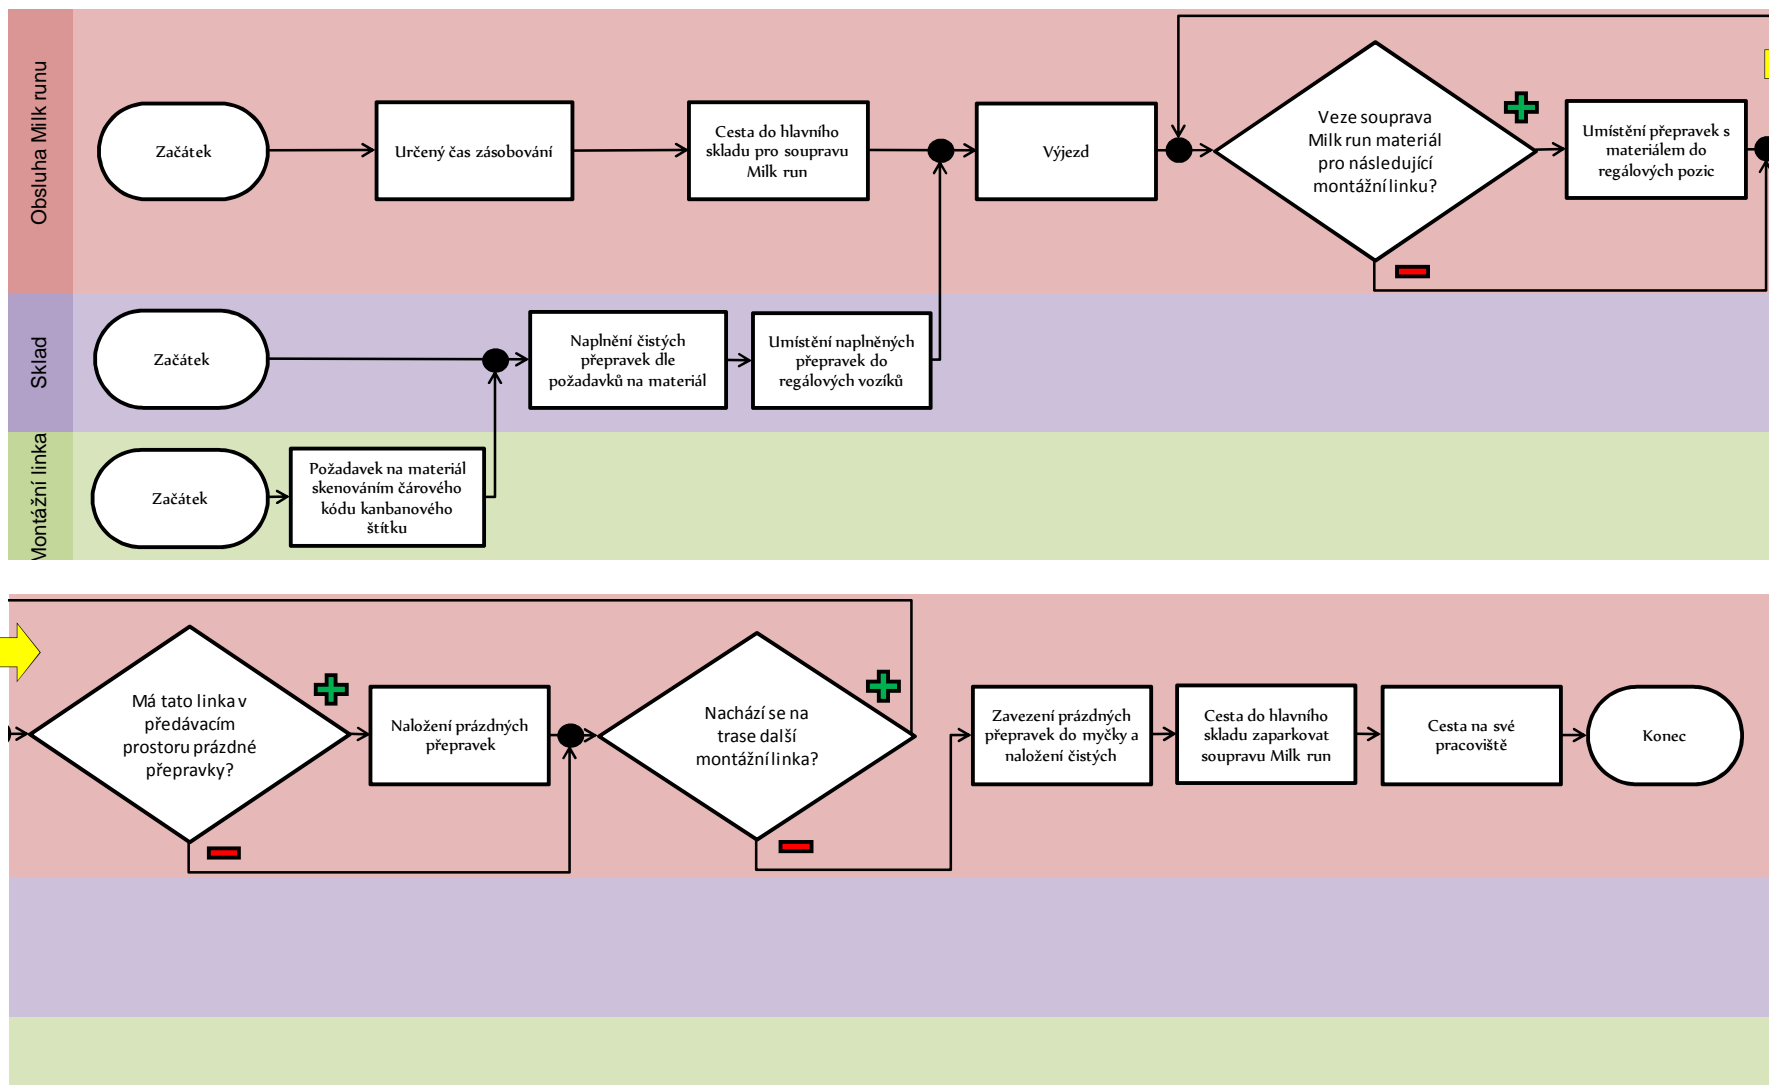 Obsluha Milk runu
Začátek
Určený čas zásobování
Cesta do hlavního
skladu pro soupravu
Milk run
Výjezd
Veze souprava
Milk run materiál
pro následující
montážní linku?
Umístění přepravek s
materiálem do
regálových pozic
Sklad
Začátek
Naplnění čistých
přepravek dle
požadavků na materiál
Umístění naplněných
přepravek do
regálových vozíků
Montážní linka
Začátek
Požadavek na materiál
skenováním čárového
kódu kanbanového
štítku
Má tato linka v
předávacím
prostoru prázdné
přepravky?
Naložení prázdných
přepravek
Nachází se na
trase další
montážní linka?
Zavezení prázdných
přepravek do myčky a
naložení čistých
Cesta do hlavního
skladu zaparkovat
soupravu Milk run
Cesta na své
pracoviště
Konec